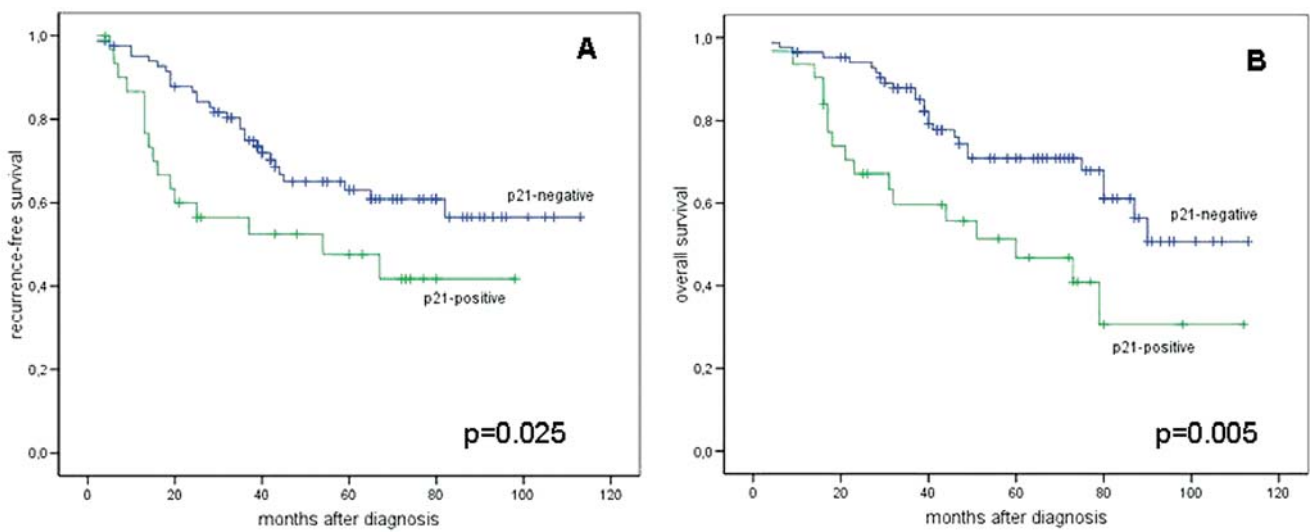 A
1,0
0,8
0,6
0,4
0,2
0,0
recurrence-free survival
p21-negative
p21-positive
p=0.025
0 20 40 60 80 100 120
months after diagnosis
B
1,0
0,8
0,6
0,4
0,2
0,0
overall survival
p21-negative
p21-positive
p=0.005
0 20 40 60 80 100 120
months after diagnosis